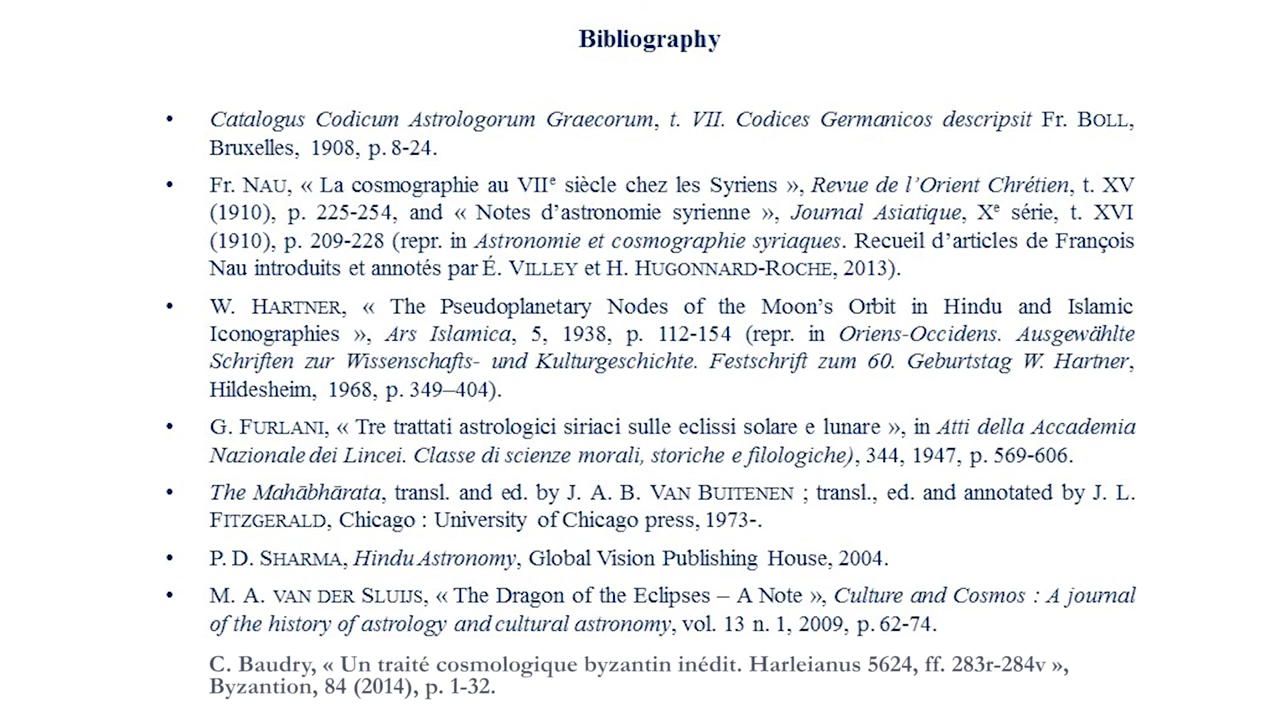 Bibliography
• Catalogus Codicum Astrologorum Graecorum, t. VII. Codices Germanicos descripsit Fr. BOLL,
Bruxelles, 1908, p. 8-24.
• Fr. NAU, « La cosmographie au VIIᵉ siècle chez les Syriens », Revue de l’Orient Chrétien, t. XV
(1910), p. 225-254, and « Notes d’astronomie syrienne », Journal Asiatique, Xᵉ série, t. XVI
(1910), p. 209-228 (repr. in Astronomie et cosmographie syriaques. Recueil d’articles de François
Nau introduits et annotés par É. VILLEY et H. HUGONNARD-ROCHE, 2013).
• W. HARTNER, « The Pseudoplanetary Nodes of the Moon’s Orbit in Hindu and Islamic
Iconographies », Ars Islamica, 5, 1938, p. 112-154 (repr. in Oriens-Occidens. Ausgewählte
Schriften zur Wissenschafts- und Kulturgeschichte. Festschrift zum 60. Geburtstag W. Hartner,
Hildesheim, 1968, p. 349–404).
• G. FURLANI, « Tre trattati astrologici siriaci sulle eclissi solare e lunare », in Atti della Accademia
Nazionale dei Lincei. Classe di scienze morali, storiche e filologiche), 344, 1947, p. 569-606.
• The Mahābhārata, transl. and ed. by J. A. B. VAN BUITENEN ; transl., ed. and annotated by J. L.
FITZGERALD, Chicago : University of Chicago press, 1973-.
• P. D. SHARMA, Hindu Astronomy, Global Vision Publishing House, 2004.
• M. A. VAN DER SLUIJS, « The Dragon of the Eclipses – A Note », Culture and Cosmos : A journal
of the history of astrology and cultural astronomy, vol. 13 n. 1, 2009, p. 62-74.
C. Baudry, « Un traité cosmologique byzantin inédit. Harleianus 5624, ff. 283r-284v »,
Byzantion, 84 (2014), p. 1-32.